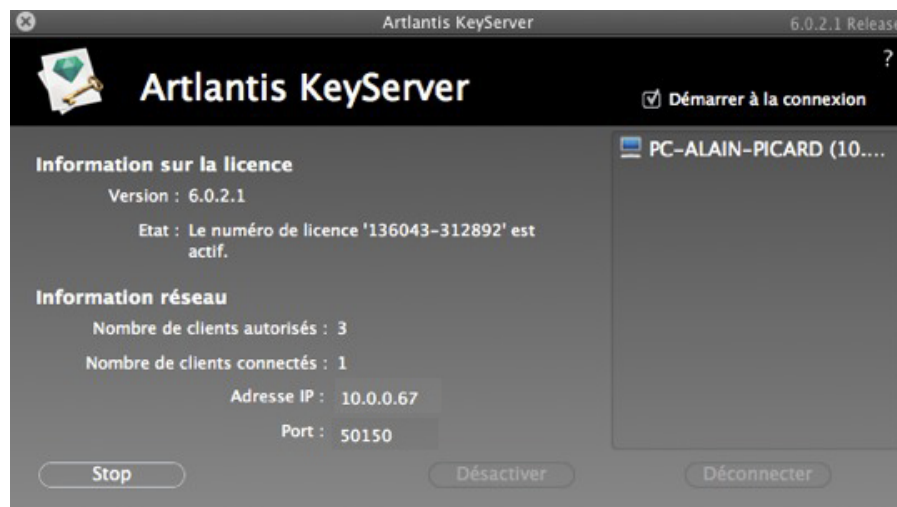 Artlantis KeyServer
6.0.2.1 Release
?
Artlantis KeyServer
Démarrer à la connexion
PC-ALAIN-PICARD (10....
Information sur la licence
Version : 6.0.2.1
Etat : Le numéro de licence '136043-312892' est
actif.
Information réseau
Nombre de clients autorisés : 3
Nombre de clients connectés : 1
Adresse IP : 10.0.0.67
Port : 50150
Stop
Désactiver
Déconnecter